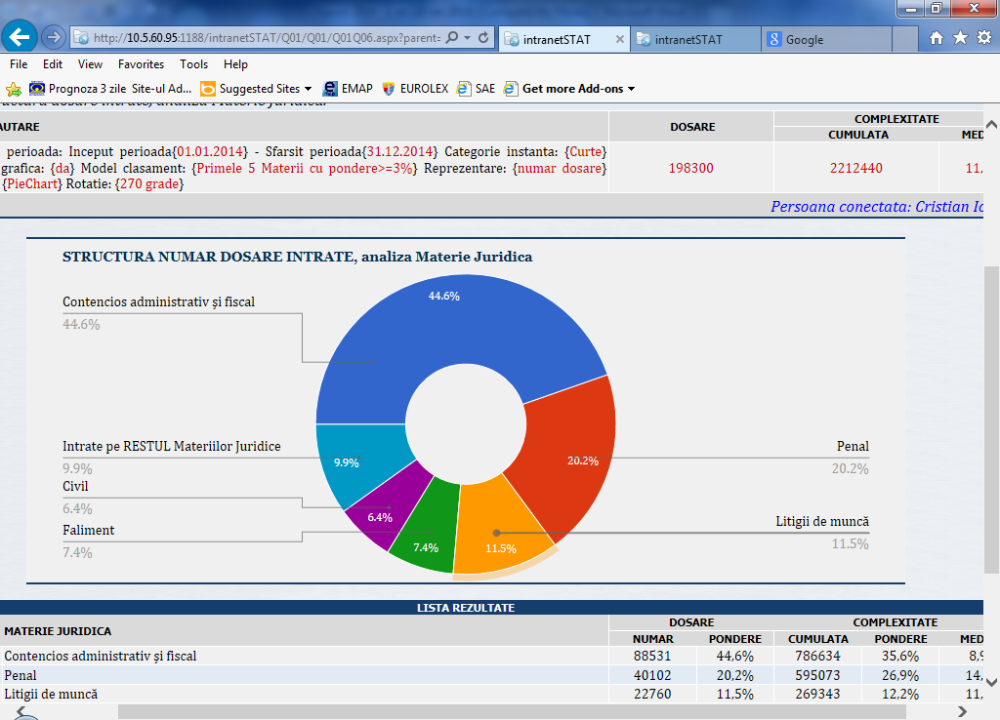 http://10.5.60.95:1188/intranetSTAT/Q01/Q01/Q01Q06.aspx?parent=
intranetSTAT
intranetSTAT
Google
File Edit View Favorites Tools Help
Prognoza 3 zile Site-ul Ad... Suggested Sites EMAP EUROLEX SAE Get more Add-ons
AUTARE
DOSARE
COMPLEXITATE
CUMULATA MED
perioada: Inceput perioada{01.01.2014} - Sfarsit perioada{31.12.2014} Categorie instanta: {Curte}
grafica: {da} Model clasament: {Primele 5 Materii cu pondere>=3%} Reprezentare: {numar dosare}
{PieChart} Rotatie: {270 grade}
198300 2212440 11,
Persoana conectata: Cristian
STRUCTURA NUMAR DOSARE INTRATE, analiza Materie Juridica
Contencios administrativ şi fiscal
44.6%
Intrate pe RESTUL Materiilor Juridice
9.9%
Civil
6.4%
Faliment
7.4%
44.6%
20.2%
11.5%
7.4%
6.4%
9.9%
Penal
20.2%
Litigii de muncă
11.5%
LISTA REZULTATE
MATERIE JURIDICA
DOSARE COMPLEXITATE
NUMAR PONDERE CUMULATA PONDERE MED
Contencios administrativ şi fiscal 88531 44,6% 786634 35,6% 8,9
Penal 40102 20,2% 595073 26,9% 14,
Litigii de muncă 22760 11,5% 269343 12,2% 11,